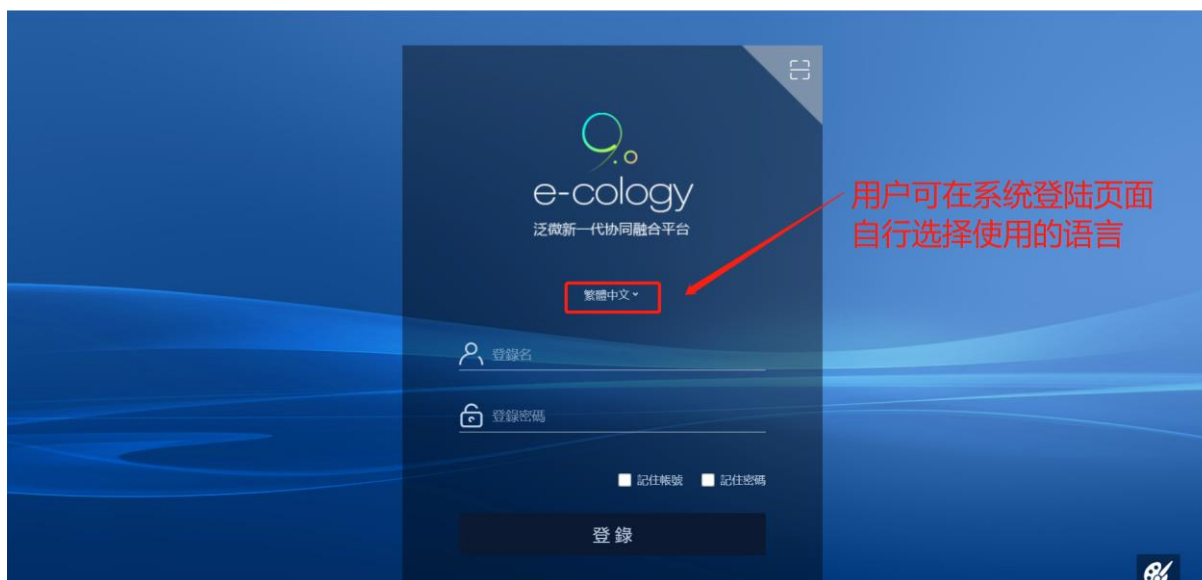 9.0
e-cology
泛微新一代协同融合平台
用户可在系统登陆页面
自行选择使用的语言
繁體中文
登錄名
登錄密碼
記住帳號 記住密碼
登錄